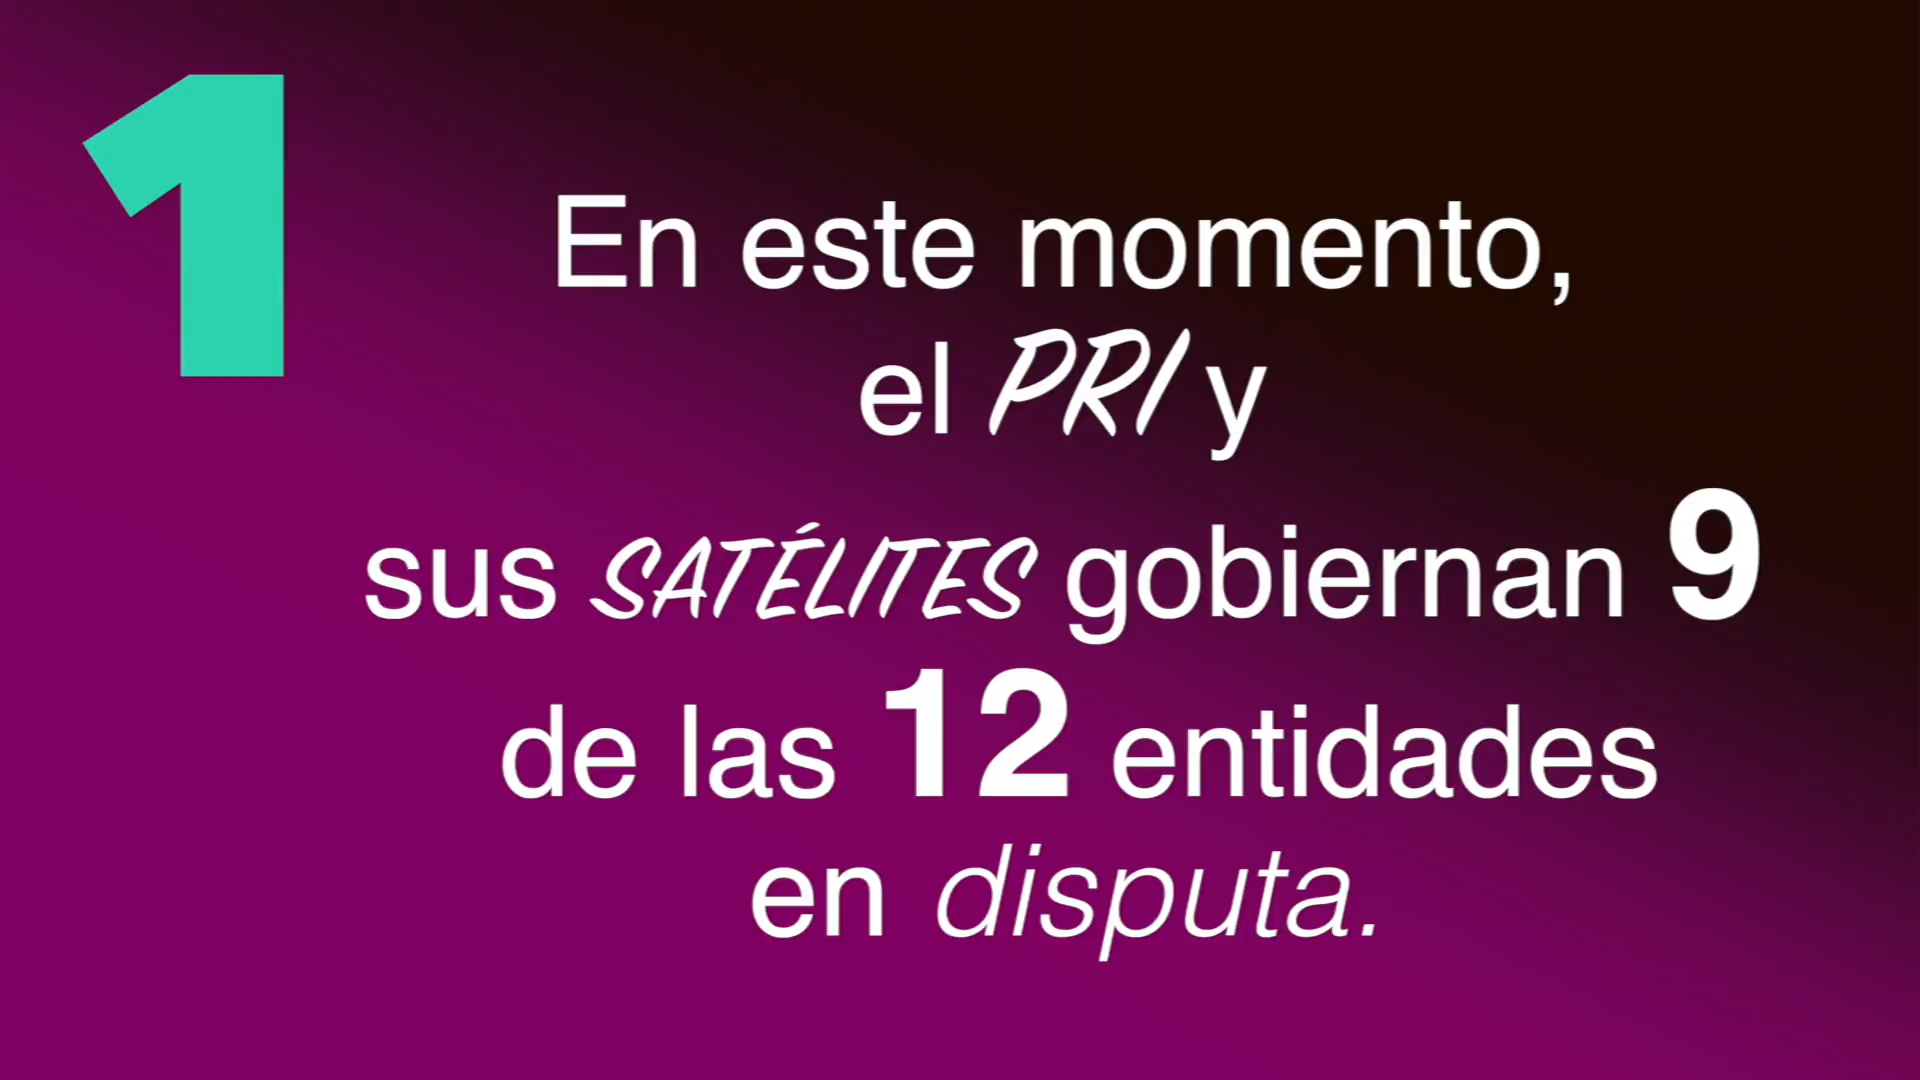 1
En este momento,
el PRI y
sus SATÉLITES gobiernan 9
de las 12 entidades
en disputa.